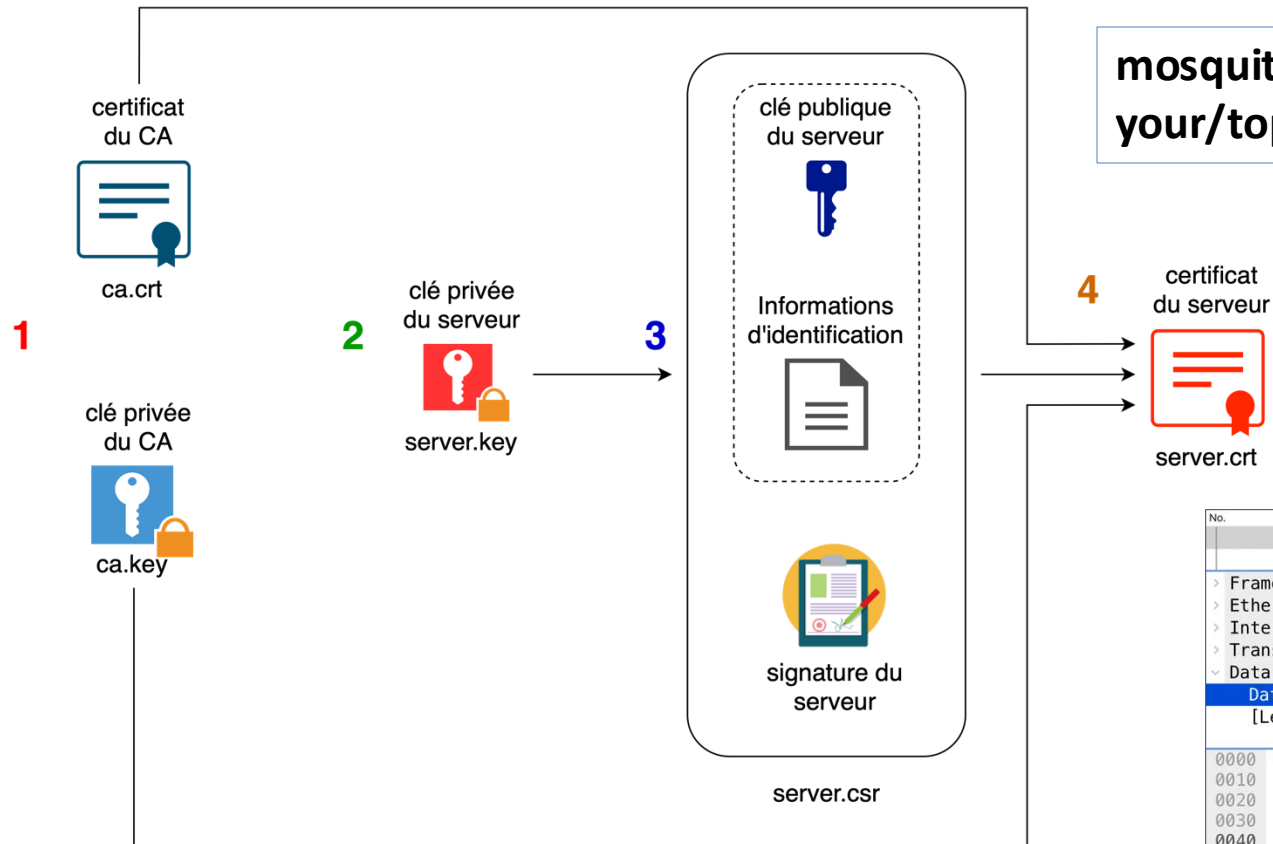 certificat
du CA
ca.crt
1
clé privée
du CA
ca.key
2
clé privée
du serveur
server.key
3
clé publique
du serveur
Informations
d'identification
signature du
serveur
server.csr
4
certificat
du serveur
server.crt
your/
No.
Data
0000
0010
0020
0030
0040